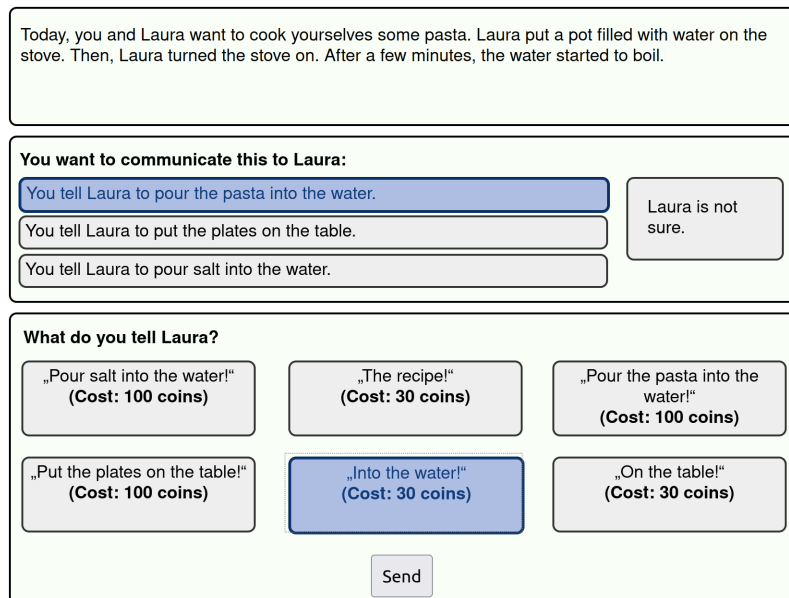 Today, you and Laura want to cook yourselves some pasta. Laura put a pot filled with water on the
stove. Then, Laura turned the stove on. After a few minutes, the water started to boil.
You want to communicate this to Laura:
You tell Laura to pour the pasta into the water.
You tell Laura to put the plates on the table.
You tell Laura to pour salt into the water.
Laura is not
sure.
What do you tell Laura?
„Pour salt into the water!“
(Cost: 100 coins)
„The recipe!“
(Cost: 30 coins)
„Pour the pasta into the
water!“
(Cost: 100 coins)
„Put the plates on the table!“
(Cost: 100 coins)
„Into the water!“
(Cost: 30 coins)
„On the table!“
(Cost: 30 coins)
Send